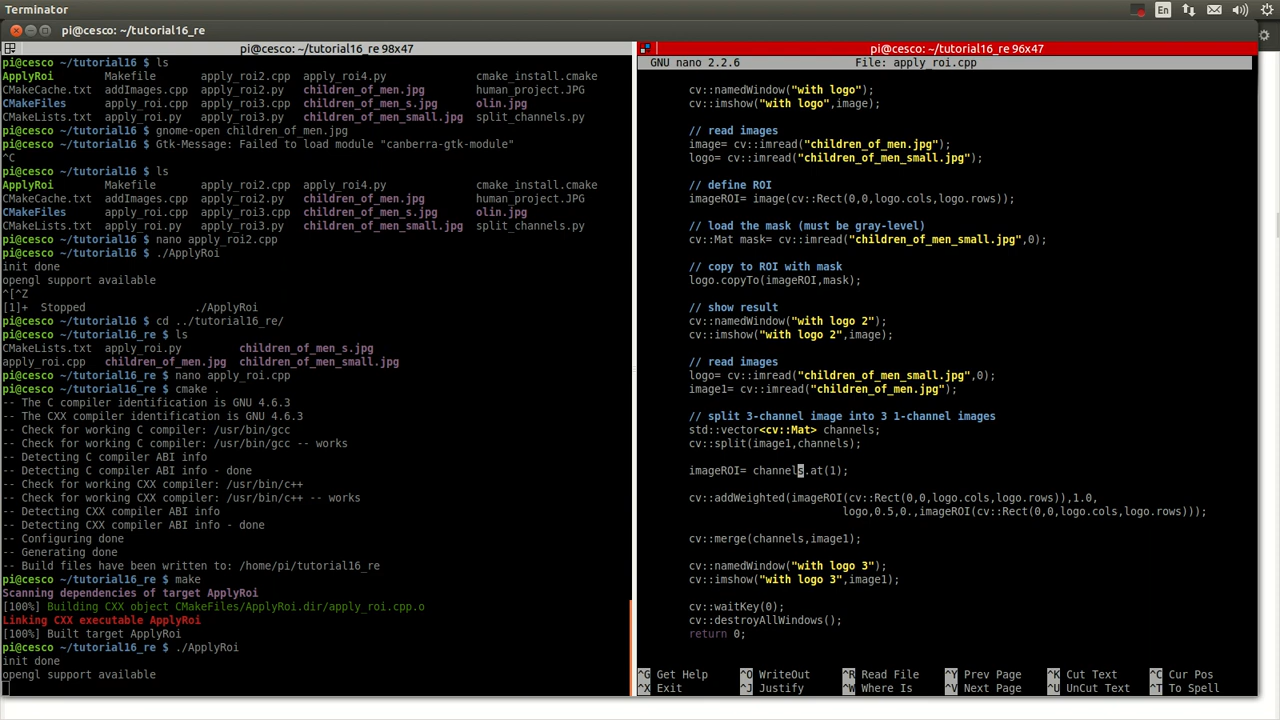 Terminator
En
pi@cesco: ~/tutorial16_re
pi@cesco: ~/tutorial16_re 98x47
pi@cesco ~/tutorial16 $ ls
ApplyRoi Makefile apply_roi2.cpp apply_roi4.py cmake_install.cmake
CMakeCache.txt addImages.cpp apply_roi2.py children_of_men.jpg human_project.JPG
CMakeFiles apply_roi.cpp apply_roi3.cpp children_of_men_s.jpg olin.jpg
CMakeLists.txt apply_roi.py apply_roi3.py children_of_men_small.jpg split_channels.py
pi@cesco ~/tutorial16 $ gnome-open children_of_men.jpg
Gtk-Message: Failed to load module "canberra-gtk-module"
^C
pi@cesco ~/tutorial16 $ ls
ApplyRoi Makefile apply_roi2.cpp apply_roi4.py cmake_install.cmake
CMakeCache.txt addImages.cpp apply_roi2.py children_of_men.jpg human_project.JPG
CMakeFiles apply_roi.cpp apply_roi3.cpp children_of_men_s.jpg olin.jpg
CMakeLists.txt apply_roi.py apply_roi3.py children_of_men_small.jpg split_channels.py
pi@cesco ~/tutorial16 $ nano apply_roi2.cpp
pi@cesco ~/tutorial16 $ ./ApplyRoi
init done
opengl support available
^[^Z
[1]+ Stopped ./ApplyRoi
pi@cesco ~/tutorial16 $ cd ../tutorial16_re/
pi@cesco ~/tutorial16_re $ ls
CMakeLists.txt apply_roi.py children_of_men_s.jpg
apply_roi.cpp children_of_men.jpg children_of_men_small.jpg
pi@cesco ~/tutorial16_re $ nano apply_roi.cpp
pi@cesco ~/tutorial16_re $ cmake .
-- The C compiler identification is GNU 4.6.3
-- The CXX compiler identification is GNU 4.6.3
-- Check for working C compiler: /usr/bin/gcc
-- Check for working C compiler: /usr/bin/gcc -- works
-- Detecting C compiler ABI info
-- Detecting C compiler ABI info - done
-- Check for working CXX compiler: /usr/bin/c++
-- Check for working CXX compiler: /usr/bin/c++ -- works
-- Detecting CXX compiler ABI info
-- Detecting CXX compiler ABI info - done
-- Configuring done
-- Generating done
-- Build files have been written to: /home/pi/tutorial16_re
pi@cesco ~/tutorial16_re $ make
Scanning dependencies of target ApplyRoi
[100%] Building CXX object CMakeFiles/ApplyRoi.dir/apply_roi.cpp.o
Linking CXX executable ApplyRoi
[100%] Built target ApplyRoi
pi@cesco ~/tutorial16_re $ ./ApplyRoi
init done
opengl support available
pi@cesco: ~/tutorial16_re 96x47
GNU nano 2.2.6 File: apply_roi.cpp
cv::namedWindow("with logo");
cv::imshow("with logo",image);
// read images
image= cv::imread("children_of_men.jpg");
logo= cv::imread("children_of_men_small.jpg");
// define ROI
imageROI= image(cv::Rect(0,0,logo.cols,logo.rows));
// load the mask (must be gray-level)
cv::Mat mask= cv::imread("children_of_men_small.jpg",0);
// copy to ROI with mask
logo.copyTo(imageROI,mask);
// show result
cv::namedWindow("with logo 2");
cv::imshow("with logo 2",image);
// read images
logo= cv::imread("children_of_men_small.jpg",0);
image1= cv::imread("children_of_men.jpg");
// split 3-channel image into 3 1-channel images
std::vector<cv::Mat> channels;
cv::split(image1,channels);
imageROI= channels.at(1);
cv::addWeighted(imageROI(cv::Rect(0,0,logo.cols,logo.rows)),1.0,
logo,0.5,0.,imageROI(cv::Rect(0,0,logo.cols,logo.rows)));
cv::merge(channels,image1);
cv::namedWindow("with logo 3");
cv::imshow("with logo 3",image1);
cv::waitKey(0);
cv::destroyAllWindows();
return 0;
^G Get Help ^O WriteOut ^R Read File ^Y Prev Page ^K Cut Text ^C Cur Pos
^X Exit ^J Justify ^W Where Is ^V Next Page ^U UnCut Text ^T To Spell